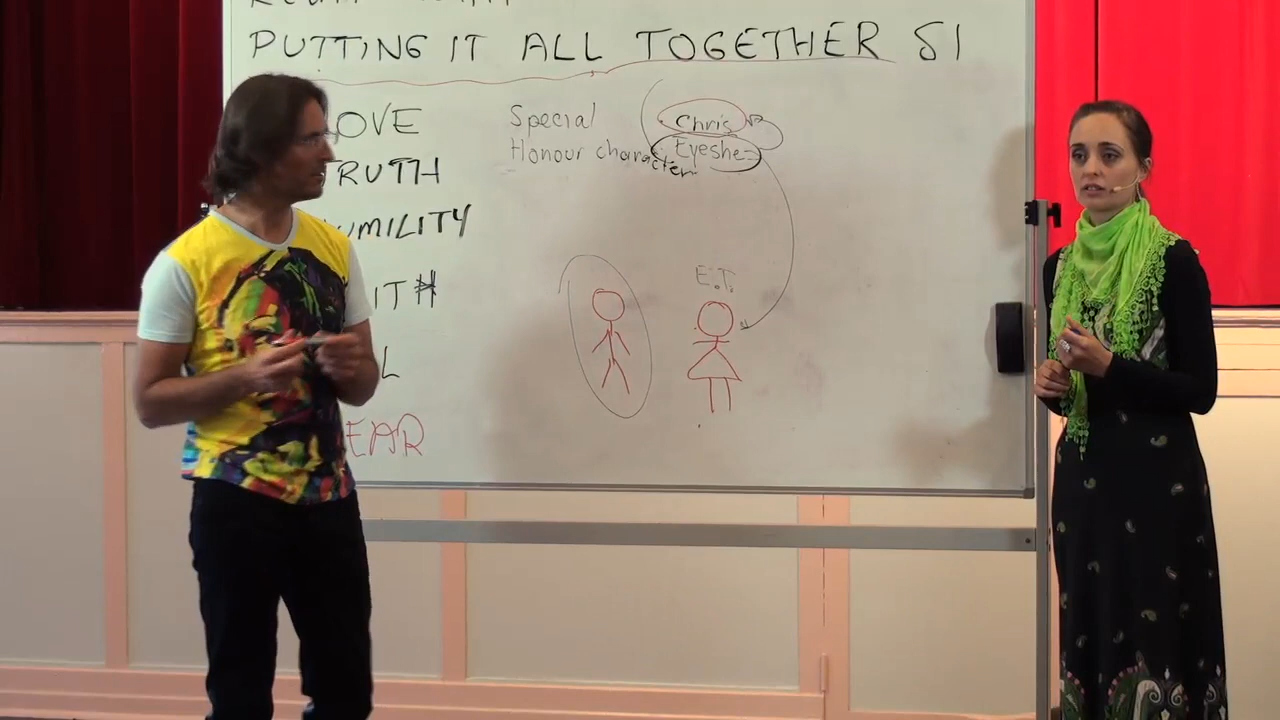 PUTTING IT ALL TOGETHER S1
OVE
Special
Chris
Honour character
Eyeshe
RUTH
UMILITY
ITH
E.T.
L
EAR